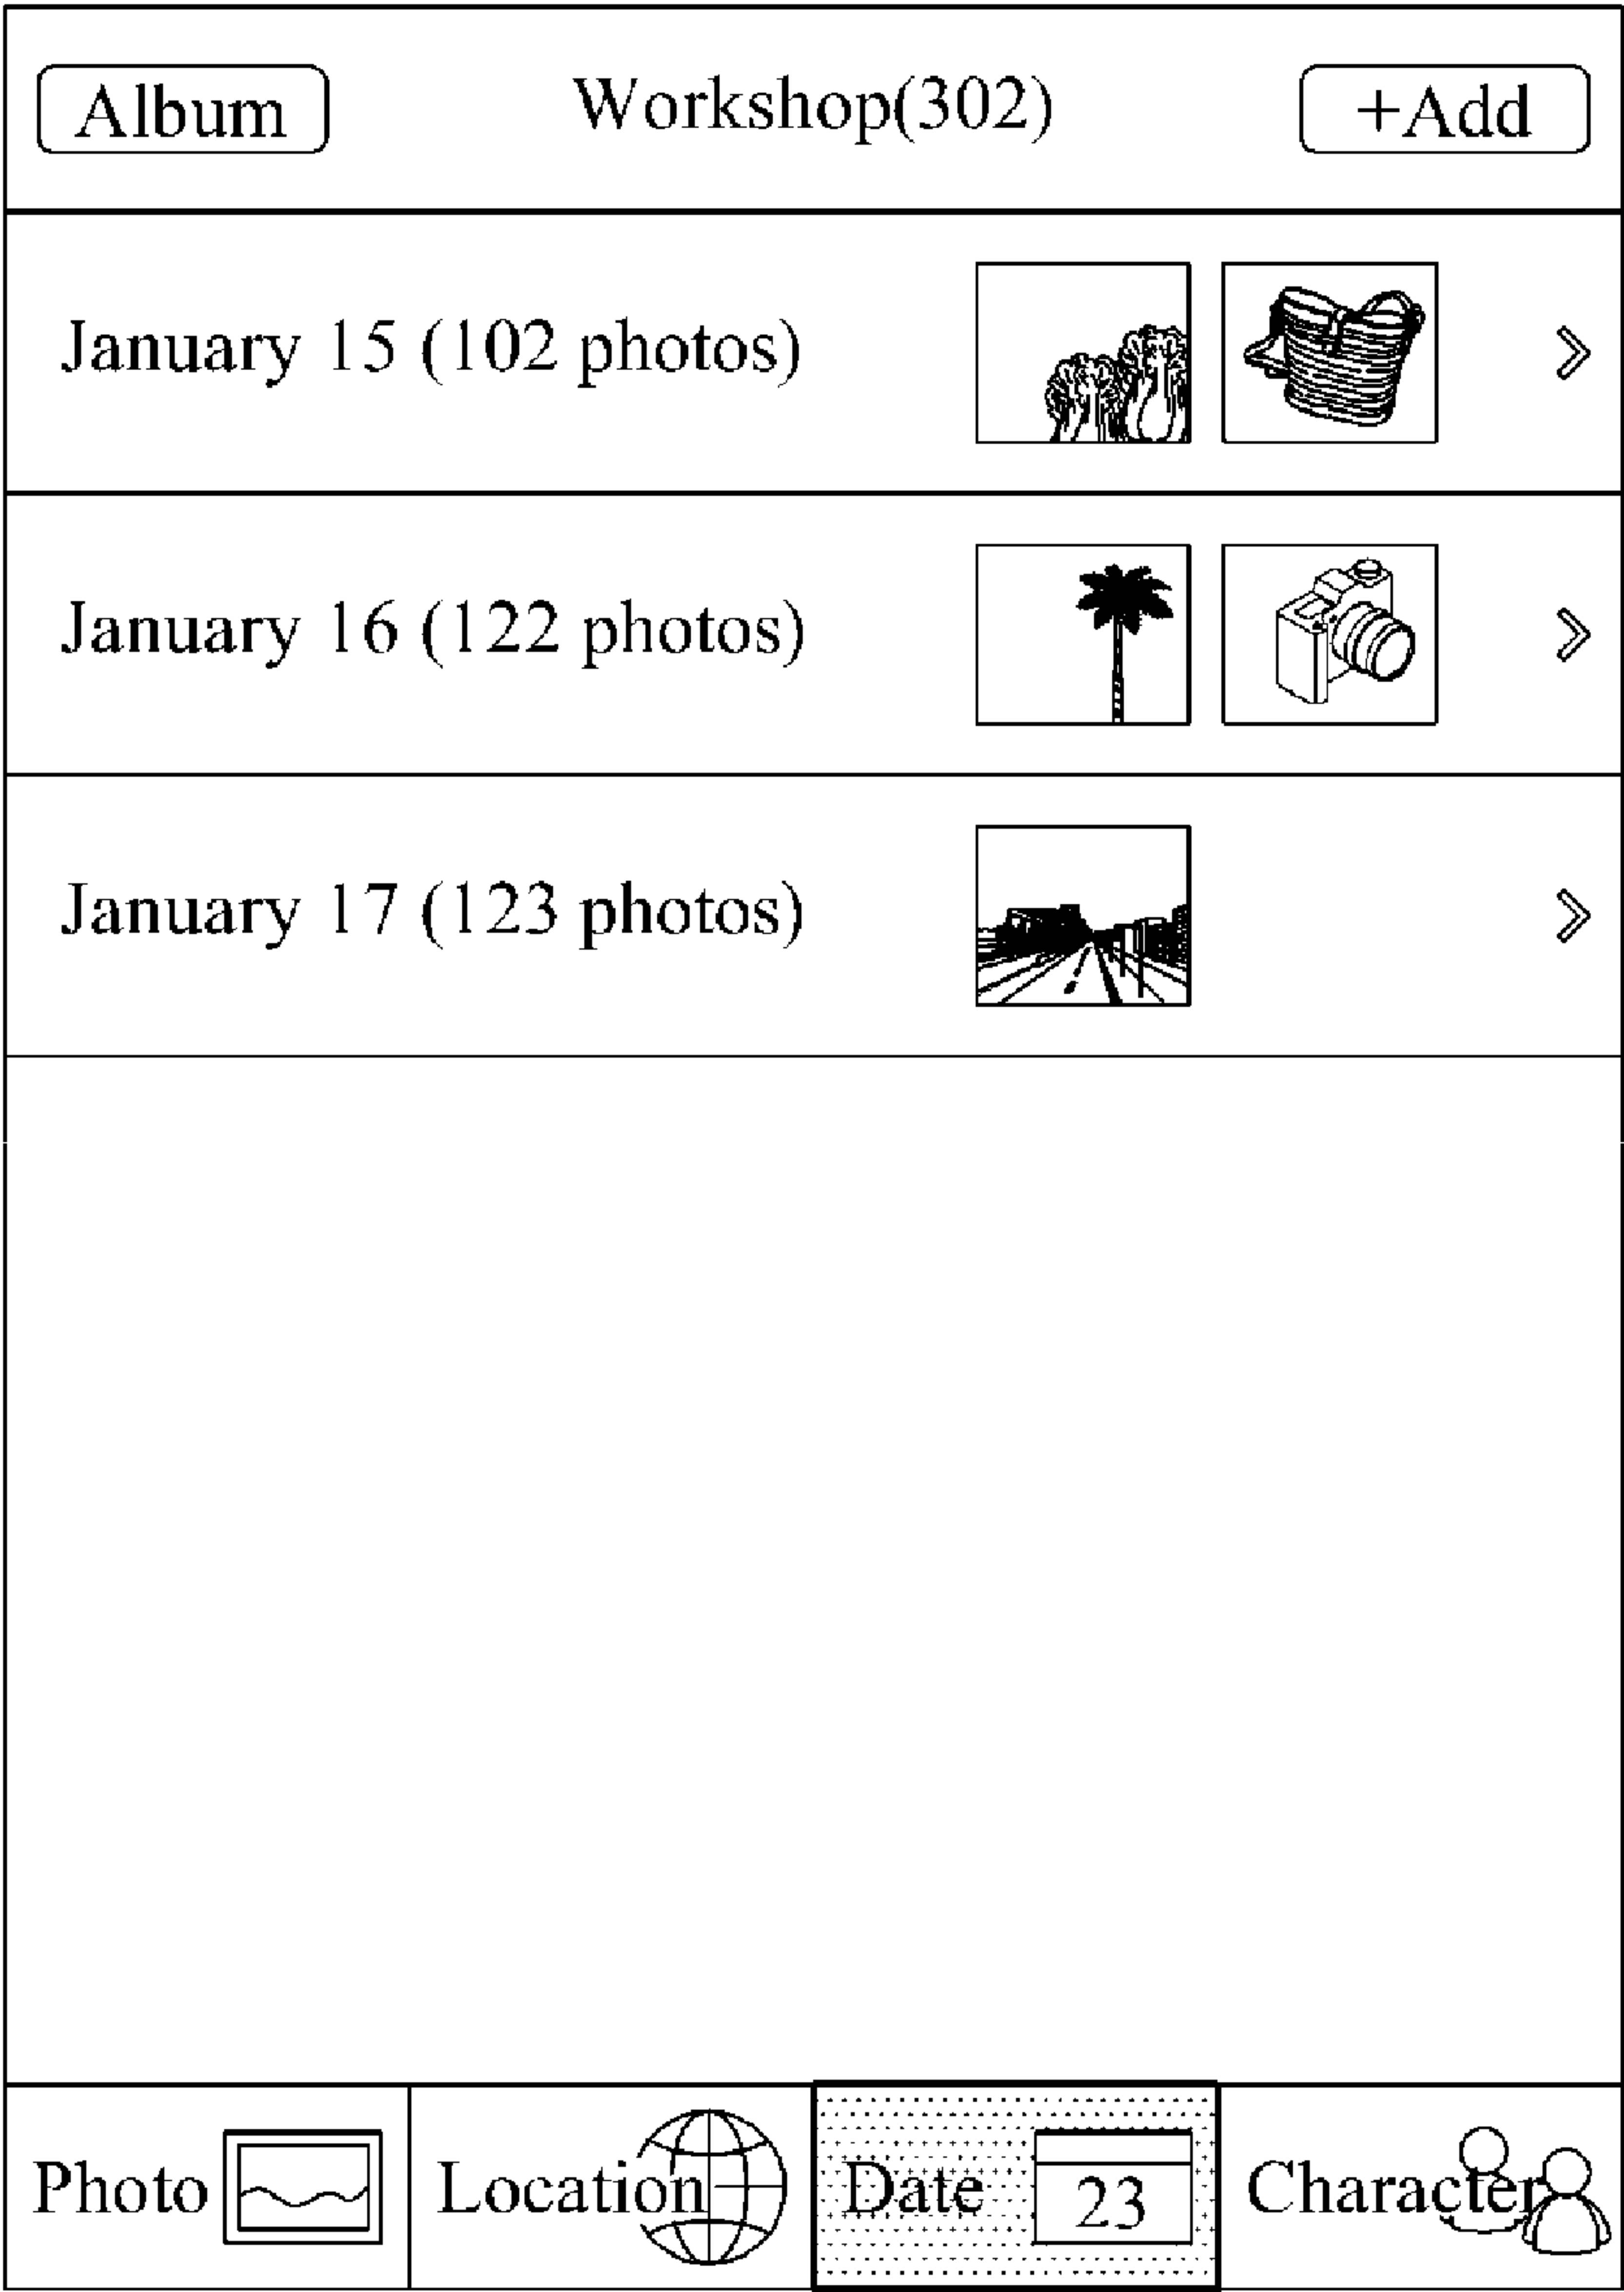 Album Workshop(302) +Add
January 15 (102 photos)
January 16 (122 photos)
January 17 (123 photos)
Photo Location Date 23 Character